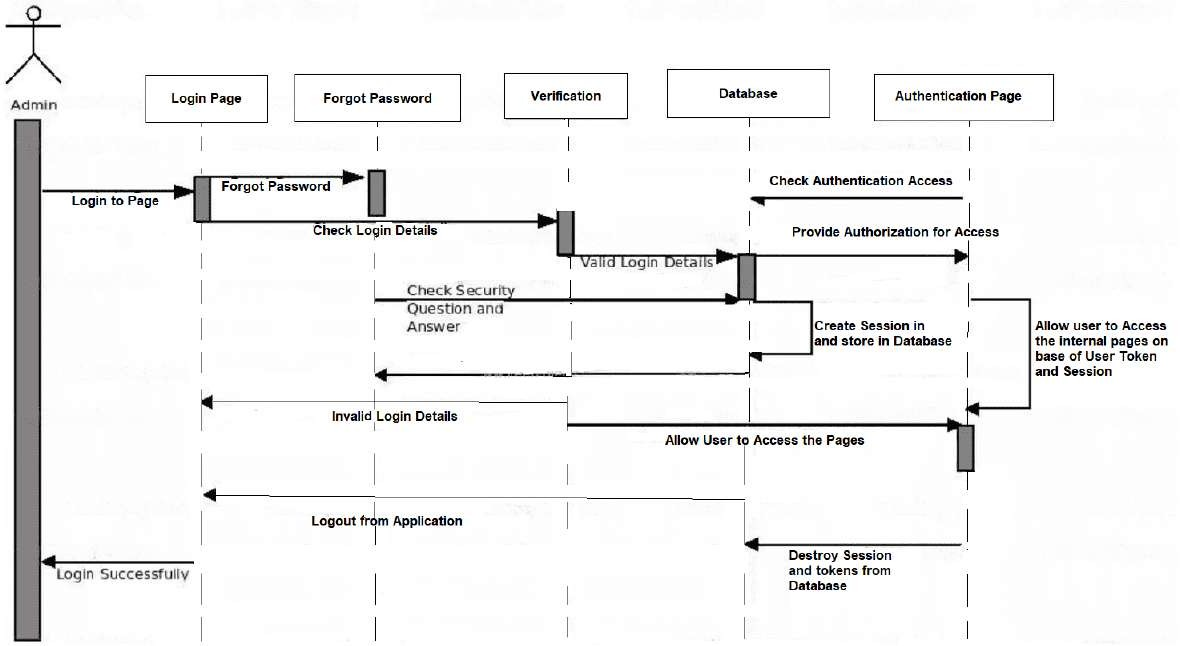 Admin
Login Page
Forgot Password
Verification
Database
Authentication Page
Login to Page
Forgot Password
Check Authentication Access
Check Login Details
Provide Authorization for Access
Valid Login Details
Check Security
Question and
Answer
Create Session in
and store in Database
Allow user to Access
the internal pages on
base of User Token
and Session
Invalid Login Details
Allow User to Access the Pages
Logout from Application
Destroy Session
and tokens from
Database
Login Successfully